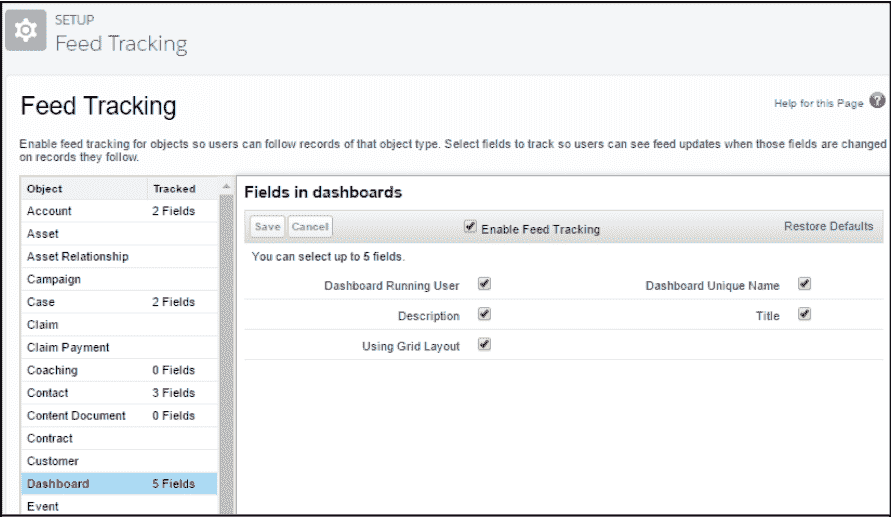 SETUP
Feed Tracking
Feed Tracking
Help for this Page ?
Enable feed tracking for objects so users can follow records of that object type. Select fields to track so users can see feed updates when those fields are changed
on records they follow.
Object Tracked
Account 2 Fields
Asset
Asset Relationship
Campaign
Case 2 Fields
Claim
Claim Payment
Coaching 0 Fields
Contact 3 Fields
Content Document 0 Fields
Contract
Customer
Dashboard 5 Fields
Event
Fields in dashboards
Save Cancel Enable Feed Tracking Restore Defaults
You can select up to 5 fields.
Dashboard Running User Dashboard Unique Name
Description Title
Using Grid Layout